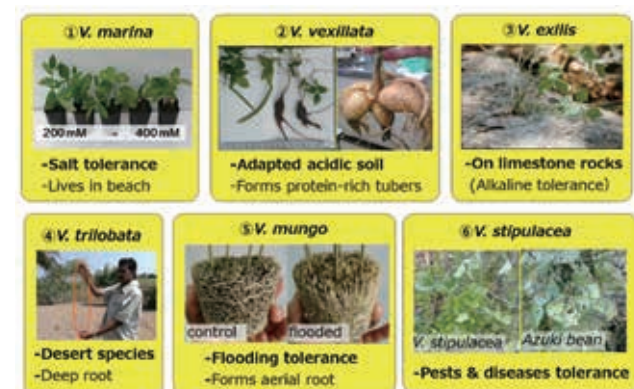 ①V. marina
200 mM → 400 mM
-Salt tolerance
-Lives in beach
②V. vexillata
-Adapted acidic soil
-Forms protein-rich tubers
③V. exilis
-On limestone rocks
(Alkaline tolerance)
④V. trilobata
-Desert species
-Deep root
⑤V. mungo
control
flooded
-Flooding tolerance
-Forms aerial root
⑥V. stipulacea
V. stipulacea
Azuki bean
-Pests & diseases tolerance